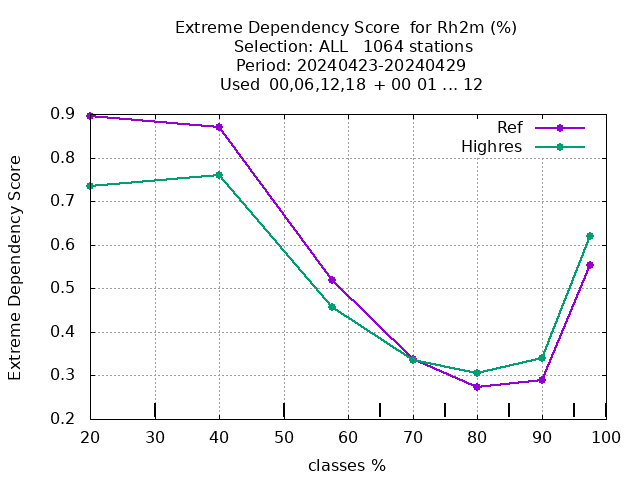 Extreme Dependency Score  for Rh2m (%)
Selection: ALL   1064 stations
Period: 20240423-20240429
Used  00,06,12,18  + 00 01 ... 12
Ref
Highres
Extreme Dependency Score
0.9
0.8
0.7
0.6
0.5
0.4
0.3
0.2
20 30 40 50 60 70 80 90 100
classes %